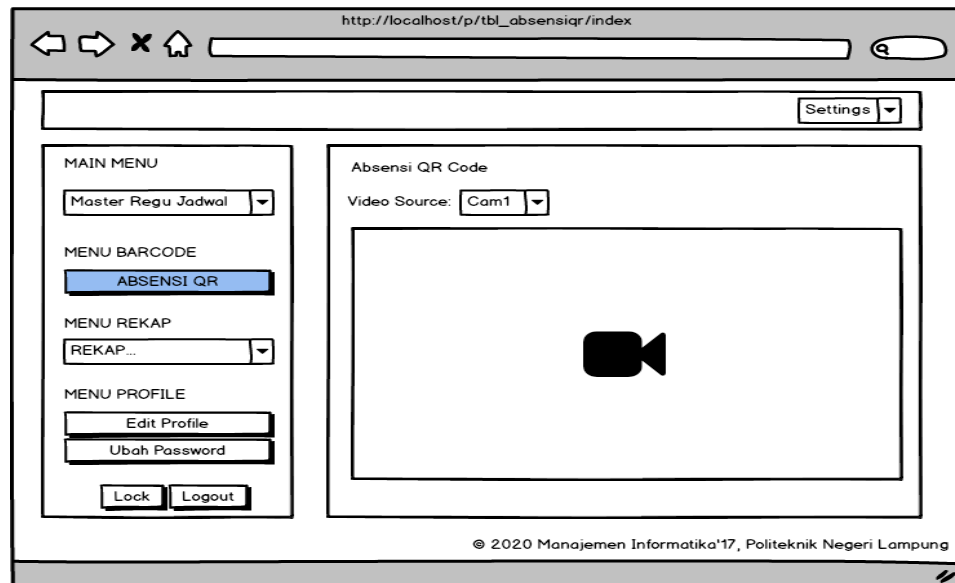 http://localhost/p/tbl_absensiqr/index
Settings
MAIN MENU
Master Regu Jadwal
MENU BARCODE
ABSENSI QR
MENU REKAP
REKAP...
MENU PROFILE
Edit Profile
Ubah Password
Lock Logout
Absensi QR Code
Video Source: Cam1
© 2020 Manajemen Informatika'17, Politeknik Negeri Lampung